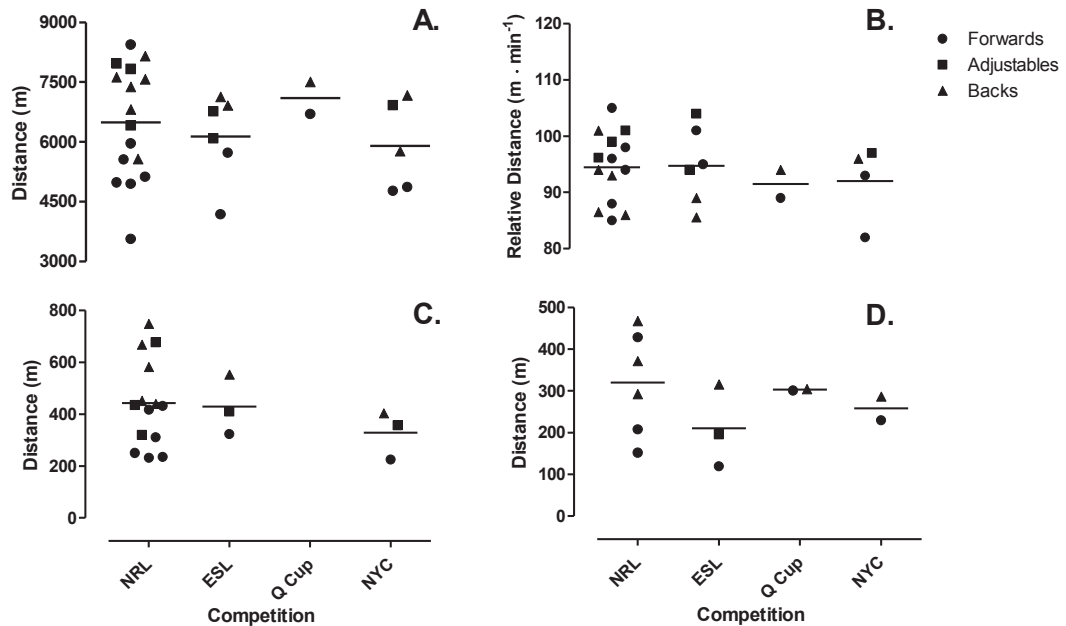 A.
9000
7500
6000
4500
3000
Distance (m)
B.
120
110
100
90
80
Relative Distance (m · min⁻¹)
Forwards
Adjustables
Backs
C.
800
600
400
200
0
Distance (m)
NRL
ESL
Q Cup
NYC
Competition
D.
500
400
300
200
100
0
Distance (m)
NRL
ESL
Q Cup
NYC
Competition